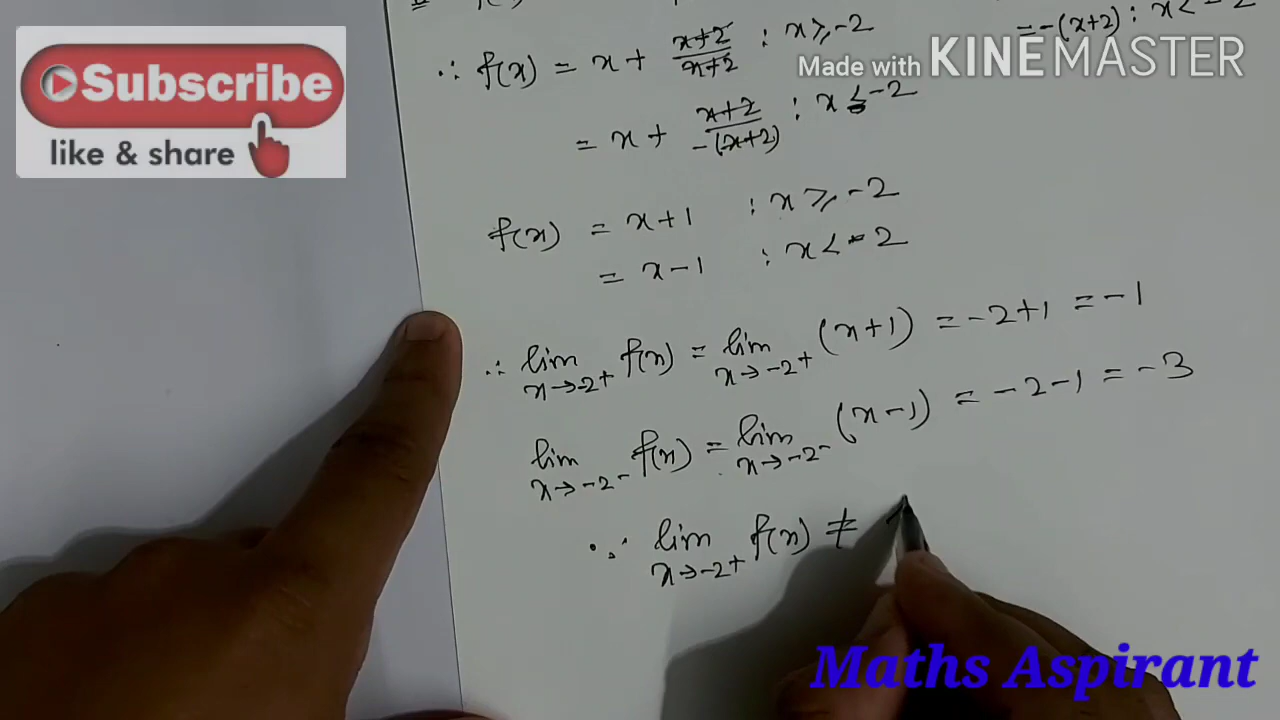 = -(x+2) : x < -2
∴ f(x) = x + (x+2)/(x+2) : x ≥ -2
= x + (x+2)/-(x+2) : x < -2
f(x) = x+1 : x ≥ -2
= x-1 : x < -2
∴ lim x→-2+ f(x) = lim x→-2+ (x+1) = -2+1 = -1
lim x→-2- f(x) = lim x→-2- (x-1) = -2-1 = -3
∵ lim x→-2+ f(x) ≠
Made with KINEMASTER
Subscribe
like & share
Maths Aspirant